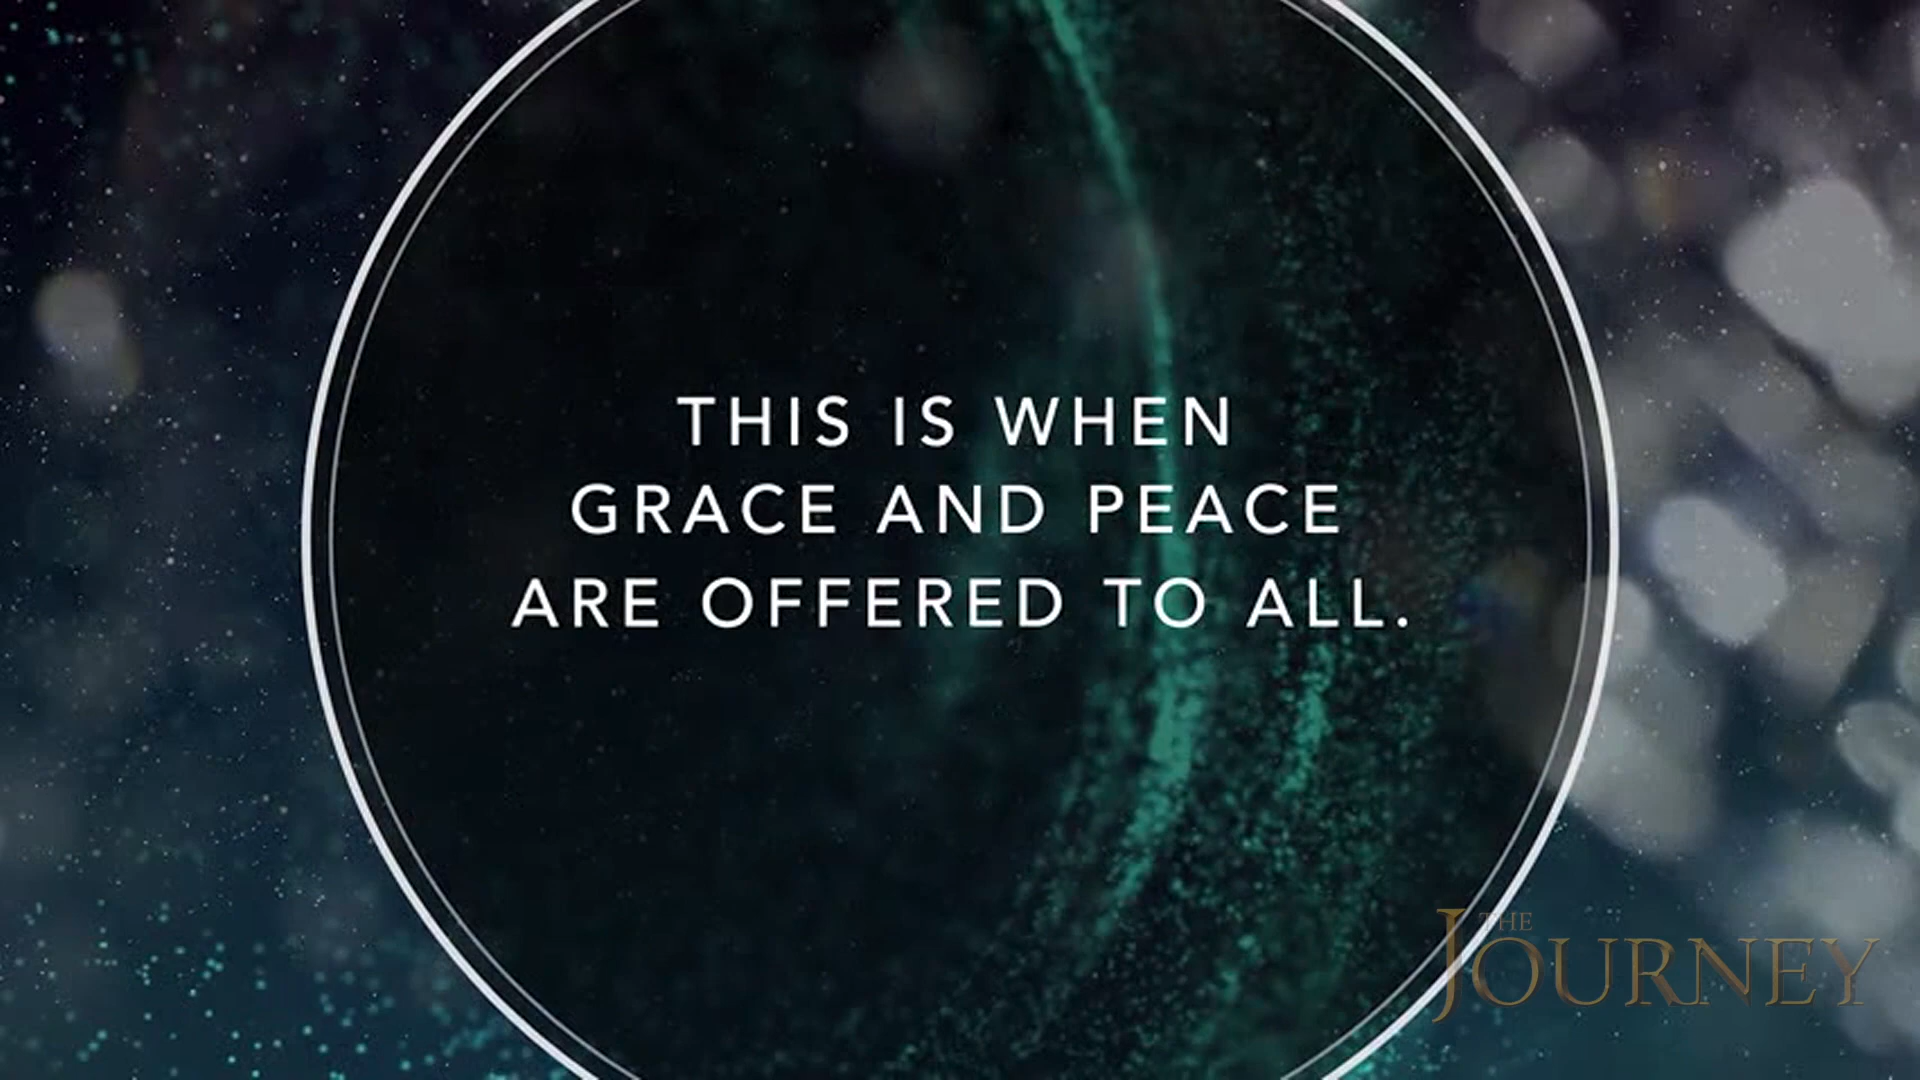 THIS IS WHEN
GRACE AND PEACE
ARE OFFERED TO ALL.
THE
JOURNEY